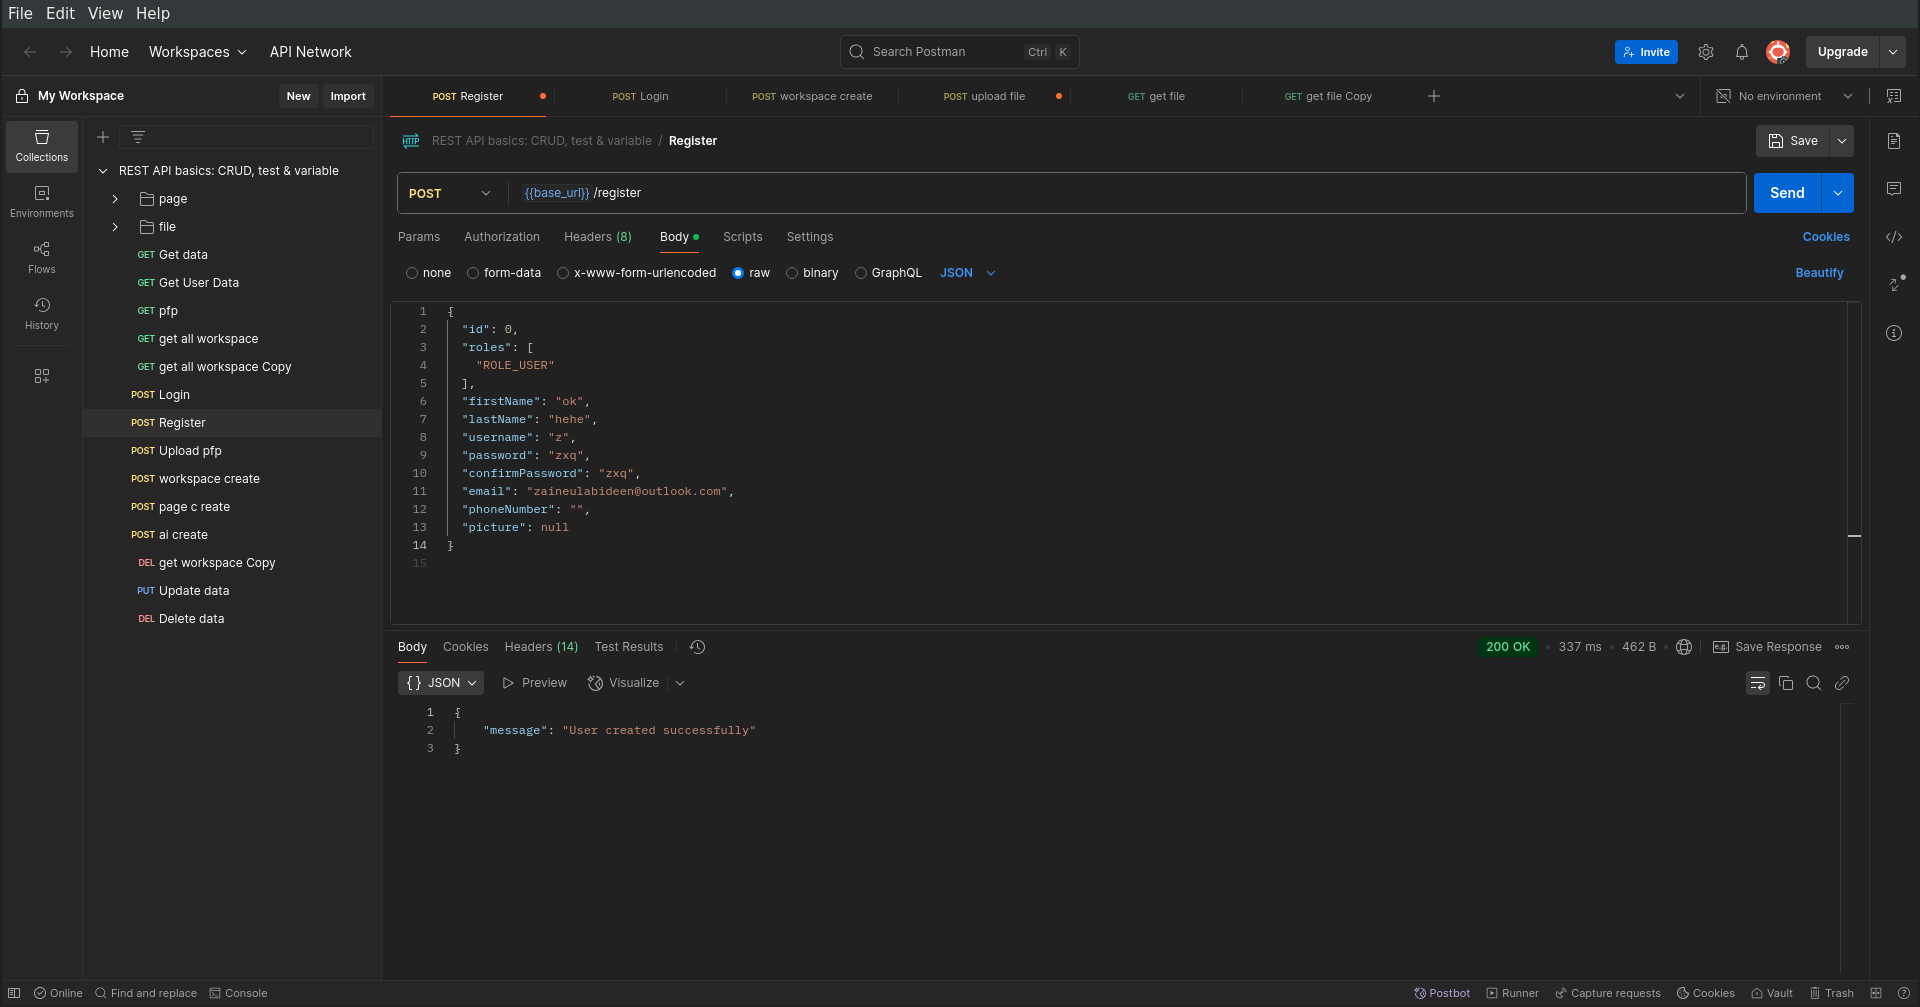 File Edit View Help
Home Workspaces API Network Search Postman Ctrl K Invite Upgrade
My Workspace New Import
POST Register POST Login POST workspace create POST upload file GET get file GET get file Copy No environment
Collections
Environments
Flows
History
REST API basics: CRUD, test & variable
page
file
GET Get data
GET Get User Data
GET pfp
GET get all workspace
GET get all workspace Copy
POST Login
POST Register
POST Upload pfp
POST workspace create
POST page c reate
POST ai create
DEL get workspace Copy
PUT Update data
DEL Delete data
HTTP REST API basics: CRUD, test & variable / Register Save
POST {{base_url}}/register Send
Params Authorization Headers (8) Body Scripts Settings Cookies
none form-data x-www-form-urlencoded raw binary GraphQL JSON Beautify
1 {
2 "id": 0,
3 "roles": [
4 "ROLE_USER"
5 ],
6 "firstName": "ok",
7 "lastName": "hehe",
8 "username": "z",
9 "password": "zxq",
10 "confirmPassword": "zxq",
11 "email": "zaineulabideen@outlook.com",
12 "phoneNumber": "",
13 "picture": null
14 }
15
Body Cookies Headers (14) Test Results 200 OK 337 ms 462 B e.g. Save Response
{} JSON Preview Visualize
1 {
2 "message": "User created successfully"
3 }
Online Find and replace Console Postbot Runner Capture requests Cookies Vault Trash